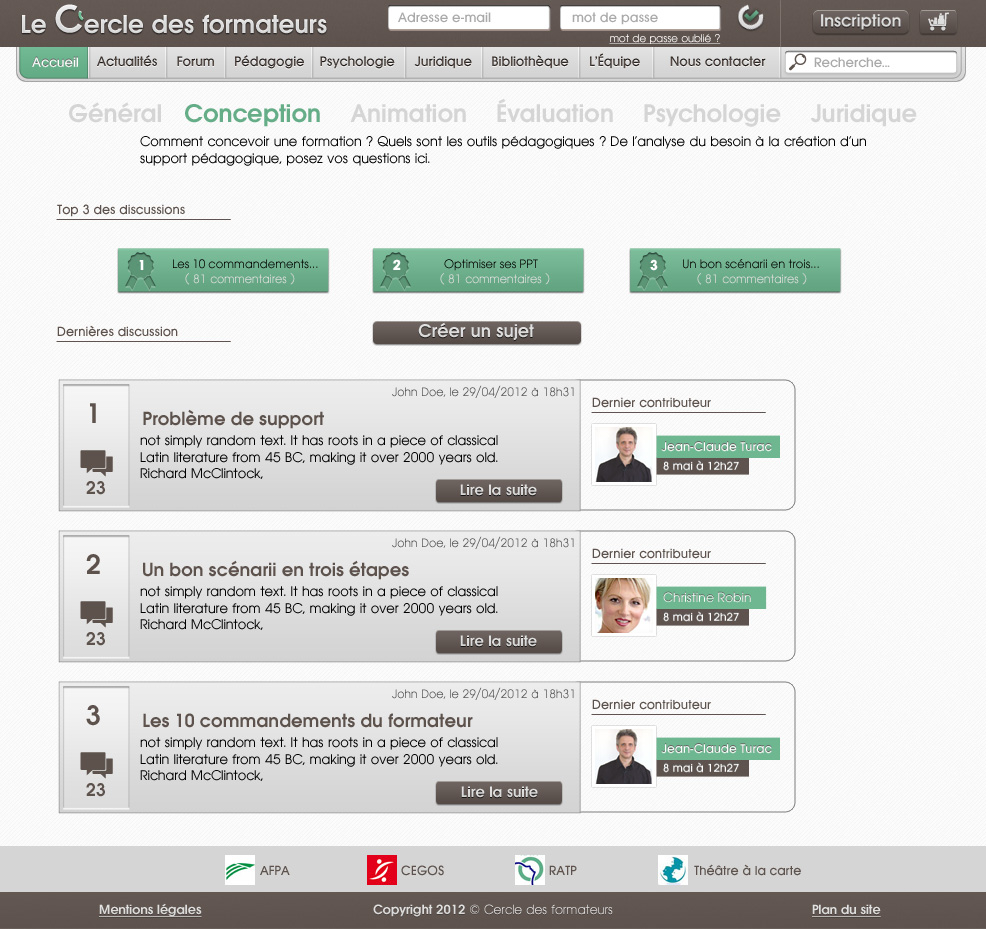 Le Cercle des formateurs
Adresse e-mail
mot de passe
mot de passe oublié ?
Inscription
Accueil
Actualités
Forum
Pédagogie
Psychologie
Juridique
Bibliothèque
L'Équipe
Nous contacter
Recherche...
Général Conception Animation Évaluation Psychologie Juridique
Comment concevoir une formation ? Quels sont les outils pédagogiques ? De l'analyse du besoin à la création d'un
support pédagogique, posez vos questions ici.
Top 3 des discussions
1
Les 10 commandements...
( 81 commentaires )
2
Optimiser ses PPT
( 81 commentaires )
3
Un bon scénarii en trois...
( 81 commentaires )
Dernières discussion
Créer un sujet
1
23
John Doe, le 29/04/2012 à 18h31
Problème de support
not simply random text. It has roots in a piece of classical
Latin literature from 45 BC, making it over 2000 years old.
Richard McClintock,
Lire la suite
Dernier contributeur
Jean-Claude Turac
8 mai à 12h27
2
23
John Doe, le 29/04/2012 à 18h31
Un bon scénarii en trois étapes
not simply random text. It has roots in a piece of classical
Latin literature from 45 BC, making it over 2000 years old.
Richard McClintock,
Lire la suite
Dernier contributeur
Christine Robin
8 mai à 12h27
3
23
John Doe, le 29/04/2012 à 18h31
Les 10 commandements du formateur
not simply random text. It has roots in a piece of classical
Latin literature from 45 BC, making it over 2000 years old.
Richard McClintock,
Lire la suite
Dernier contributeur
Jean-Claude Turac
8 mai à 12h27
AFPA
CEGOS
RATP
Théâtre à la carte
Mentions légales
Copyright 2012 © Cercle des formateurs
Plan du site